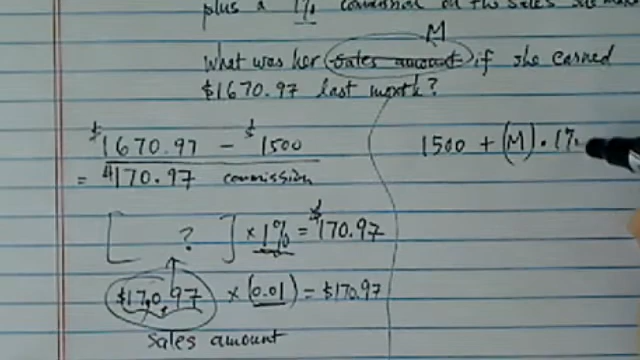 plus a 1% commission on the sales she made
M
What was her sales amount if she earned
$1670.97 last month?
$1670.97 - $1500
= $170.97 commission
[ ? ] × 1% = $170.97
$17,097 × (0.01) = $170.97
sales amount
1500 + (M) · 1%